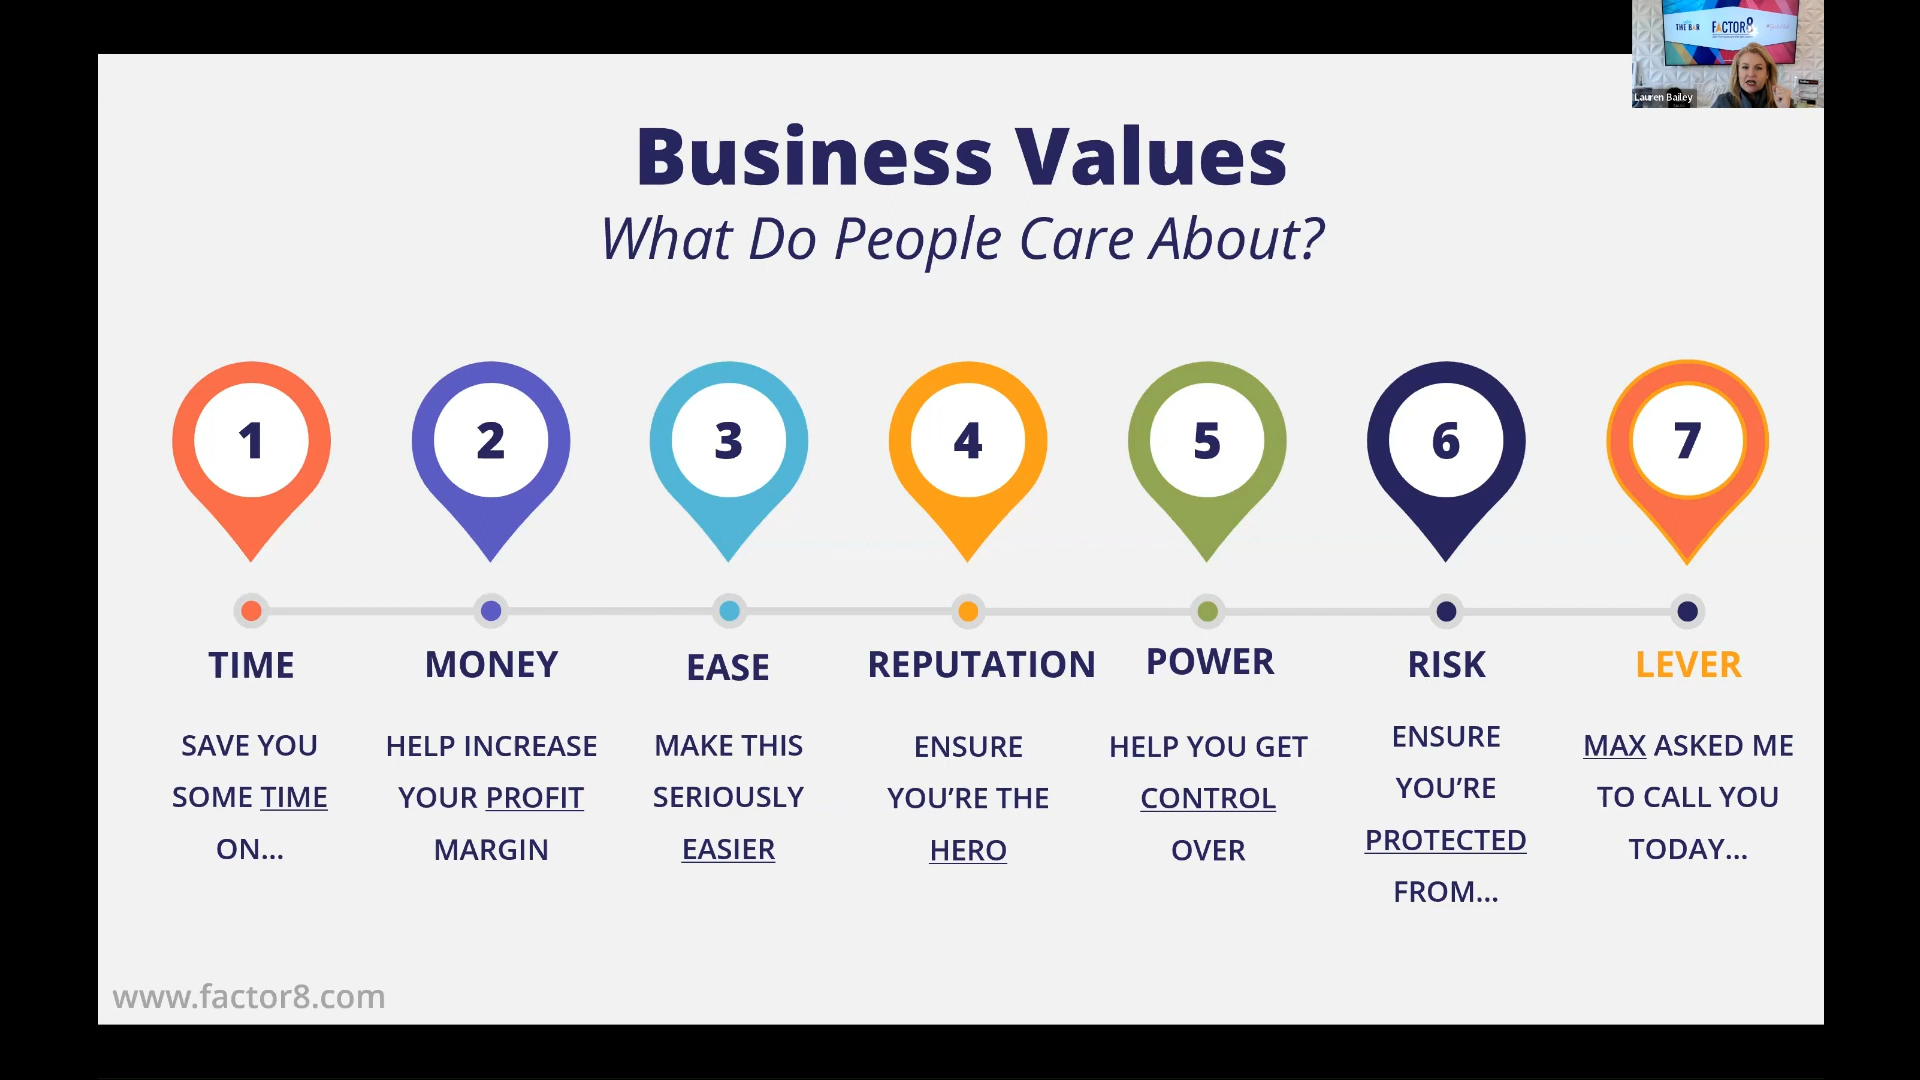 THE BAR
FACTOR8
Lauren Bailey
Business Values
What Do People Care About?
1
2
3
4
5
6
7
TIME
MONEY
EASE
REPUTATION
POWER
RISK
LEVER
SAVE YOU
SOME TIME
ON...
HELP INCREASE
YOUR PROFIT
MARGIN
MAKE THIS
SERIOUSLY
EASIER
ENSURE
YOU'RE THE
HERO
HELP YOU GET
CONTROL
OVER
ENSURE
YOU'RE
PROTECTED
FROM...
MAX ASKED ME
TO CALL YOU
TODAY...
www.factor8.com